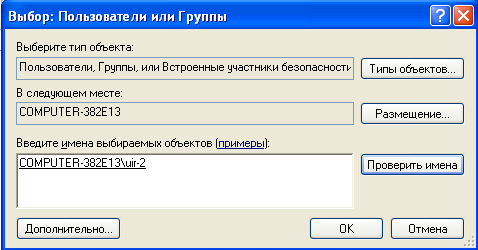 Выбор: Пользователи или Группы
Выберите тип объекта:
Пользователи, Группы, или Встроенные участники безопасности
Типы объектов...
В следующем месте:
COMPUTER-382E13
Размещение...
Введите имена выбираемых объектов (примеры):
COMPUTER-382E13\uir-2
Проверить имена
Дополнительно...
OK
Отмена